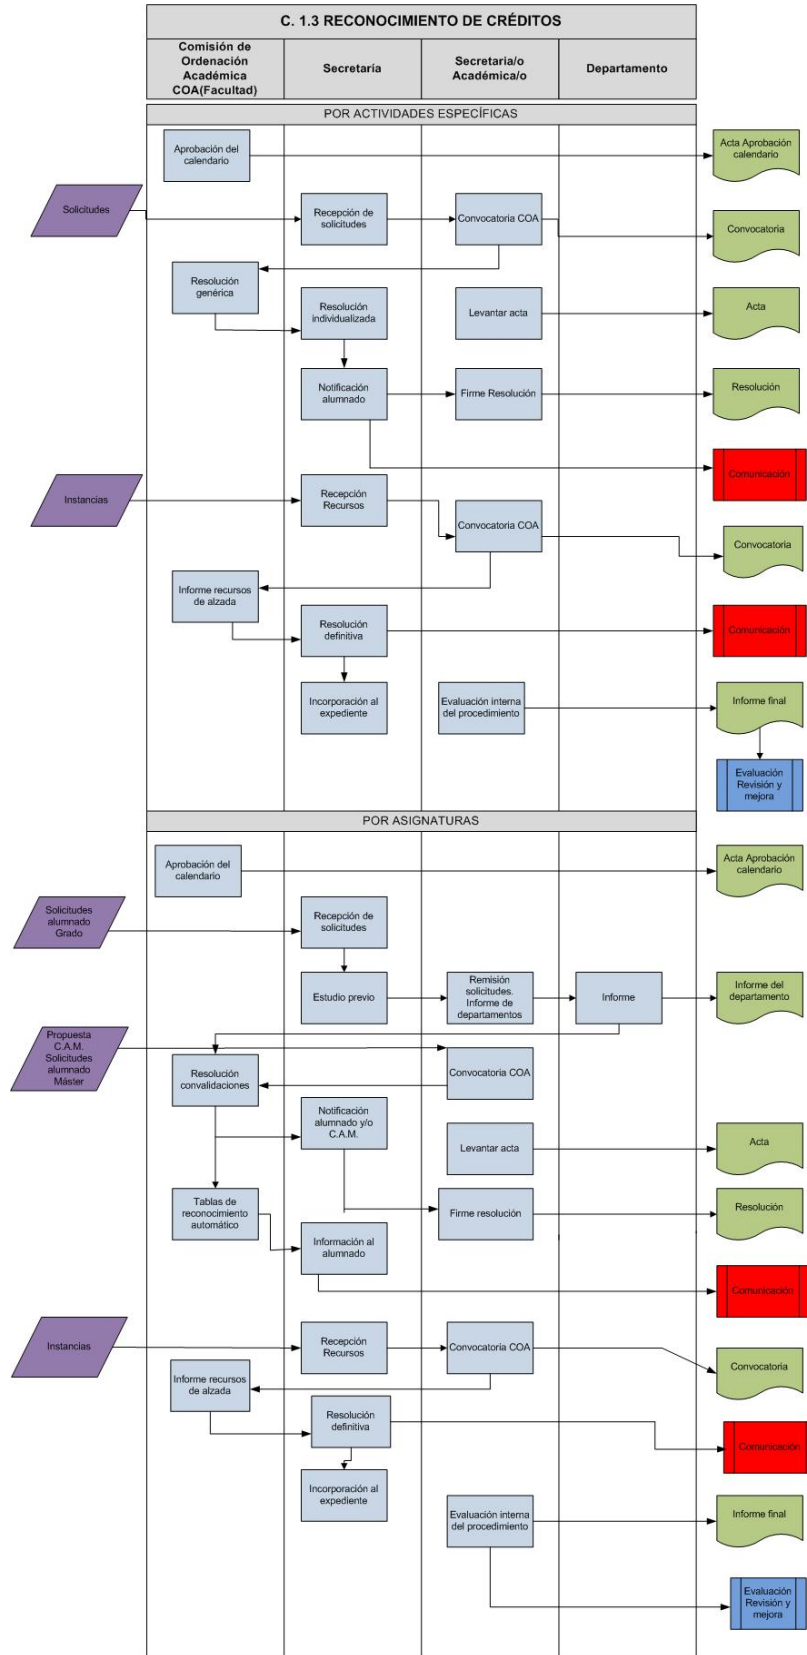 C. 1.3 RECONOCIMIENTO DE CRÉDITOS
Comisión de
Ordenación
Académica
COA(Facultad)
Secretaría
Secretaria/o
Académica/o
Departamento
POR ACTIVIDADES ESPECÍFICAS
Aprobación del
calendario
Acta Aprobación
calendario
Solicitudes
Recepción de
solicitudes
Convocatoria COA
Convocatoria
Resolución
genérica
Resolución
individualizada
Levantar acta
Acta
Notificación
alumnado
Firme Resolución
Resolución
Comunicación
Instancias
Recepción
Recursos
Convocatoria COA
Convocatoria
Informe recursos
de alzada
Resolución
definitiva
Comunicación
Incorporación al
expediente
Evaluación interna
del procedimiento
Informe final
Evaluación
Revisión y
mejora
POR ASIGNATURAS
Aprobación del
calendario
Acta Aprobación
calendario
Solicitudes
alumnado
Grado
Recepción de
solicitudes
Estudio previo
Remisión
solicitudes.
Informe de
departamentos
Informe
Informe del
departamento
Propuesta
C.A.M.
Solicitudes
alumnado
Máster
Resolución
convalidaciones
Convocatoria COA
Notificación
alumnado y/o
C.A.M.
Levantar acta
Acta
Tablas de
reconocimiento
automático
Firme resolución
Resolución
Información al
alumnado
Comunicación
Instancias
Recepción
Recursos
Convocatoria COA
Convocatoria
Informe recursos
de alzada
Resolución
definitiva
Comunicación
Incorporación al
expediente
Evaluación interna
del procedimiento
Informe final
Evaluación
Revisión y
mejora